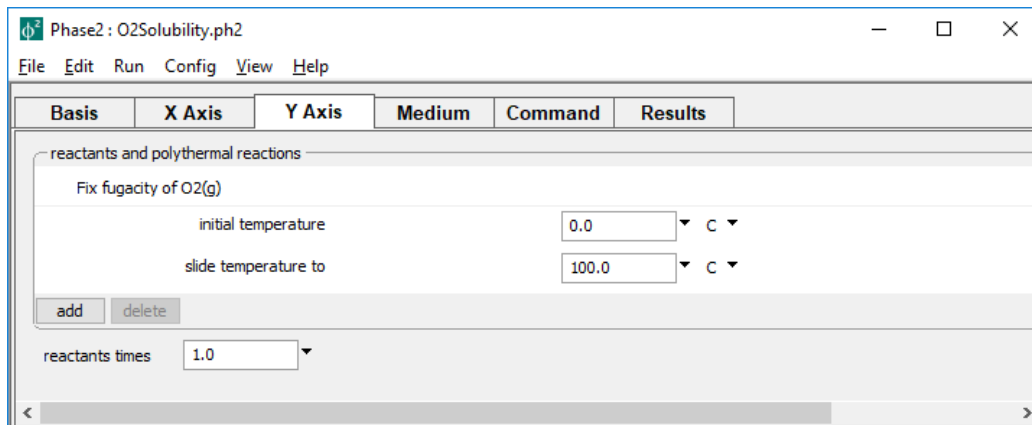 Phase2 : O2Solubility.ph2
File Edit Run Config View Help
Basis X Axis Y Axis Medium Command Results
reactants and polythermal reactions
Fix fugacity of O2(g)
initial temperature 0.0 C
slide temperature to 100.0 C
add delete
reactants times 1.0